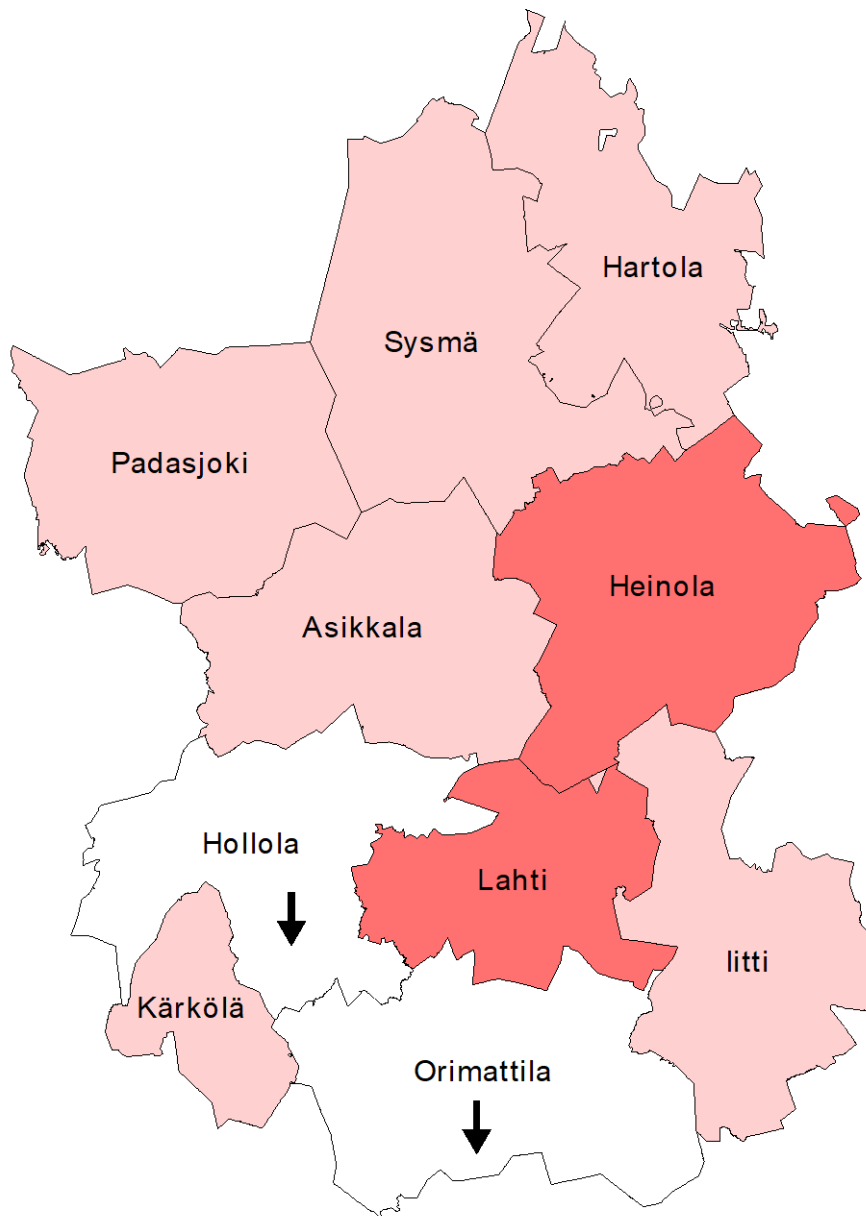 Hartola
Sysmä
Padasjoki
Heinola
Asikkala
Hollola
Lahti
Iitti
Kärkölä
Orimattila